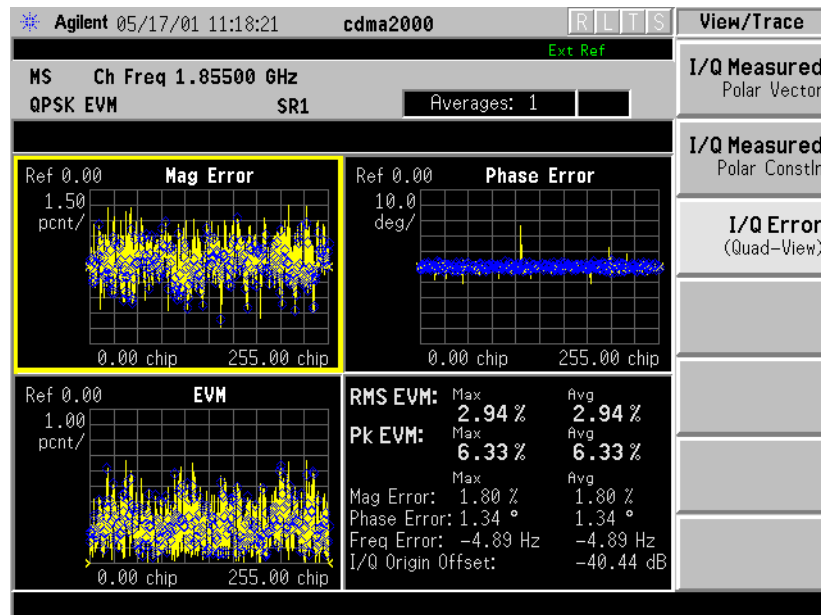 Agilent 05/17/01 11:18:21 cdma2000 R L T S
Ext Ref
MS Ch Freq 1.85500 GHz
QPSK EVM SR1 Averages: 1
Ref 0.00 Mag Error
1.50
pcnt/
0.00 chip 255.00 chip
Ref 0.00 Phase Error
10.0
deg/
0.00 chip 255.00 chip
Ref 0.00 EVM
1.00
pcnt/
0.00 chip 255.00 chip
Max Avg
RMS EVM: 2.94 % 2.94 %
Max Avg
Pk EVM: 6.33 % 6.33 %
Max Avg
Mag Error: 1.80 % 1.80 %
Phase Error: 1.34 ° 1.34 °
Freq Error: -4.89 Hz -4.89 Hz
I/Q Origin Offset: -40.44 dB
View/Trace
I/Q Measured
Polar Vector
I/Q Measured
Polar Constln
I/Q Error
(Quad-View)